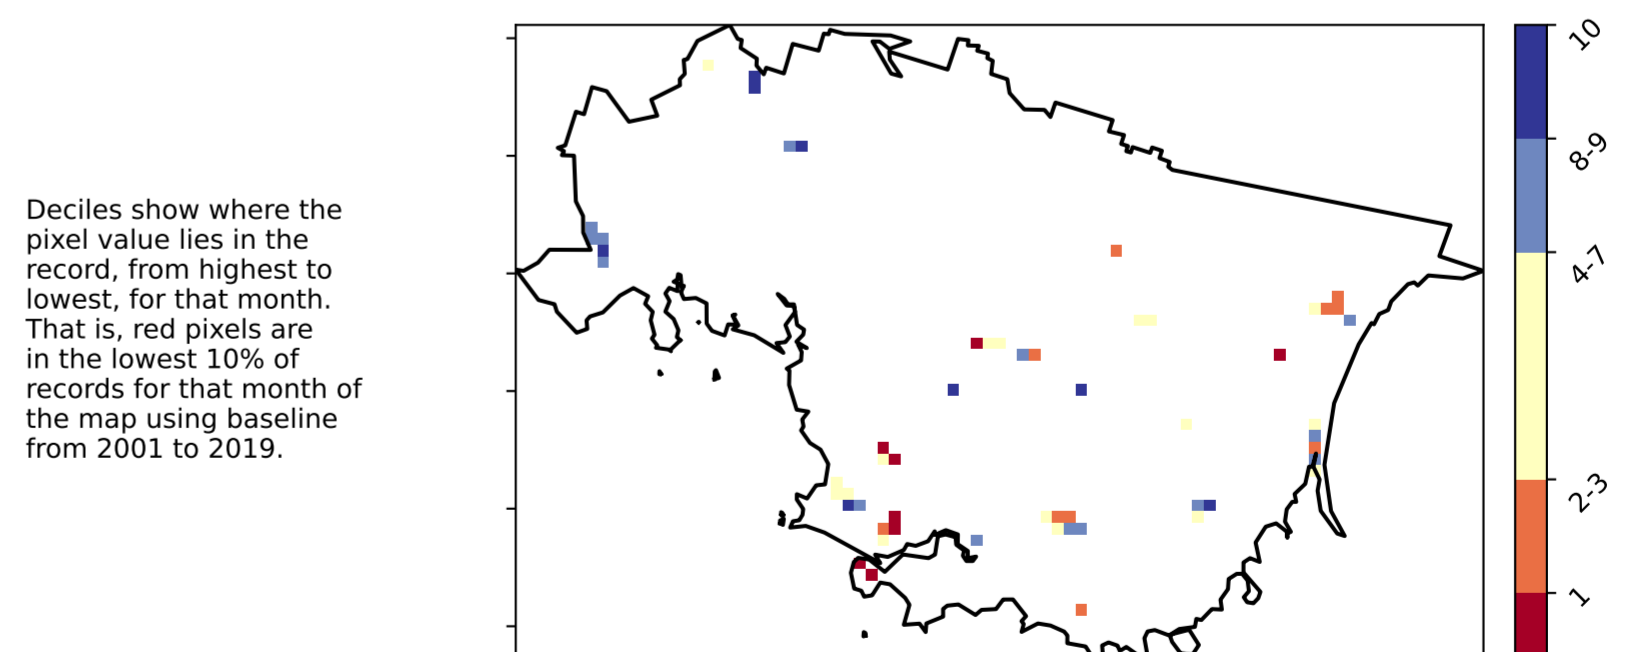 Deciles show where the
pixel value lies in the
record, from highest to
lowest, for that month.
That is, red pixels are
in the lowest 10% of
records for that month of
the map using baseline
from 2001 to 2019.
10
8-9
4-7
2-3
1